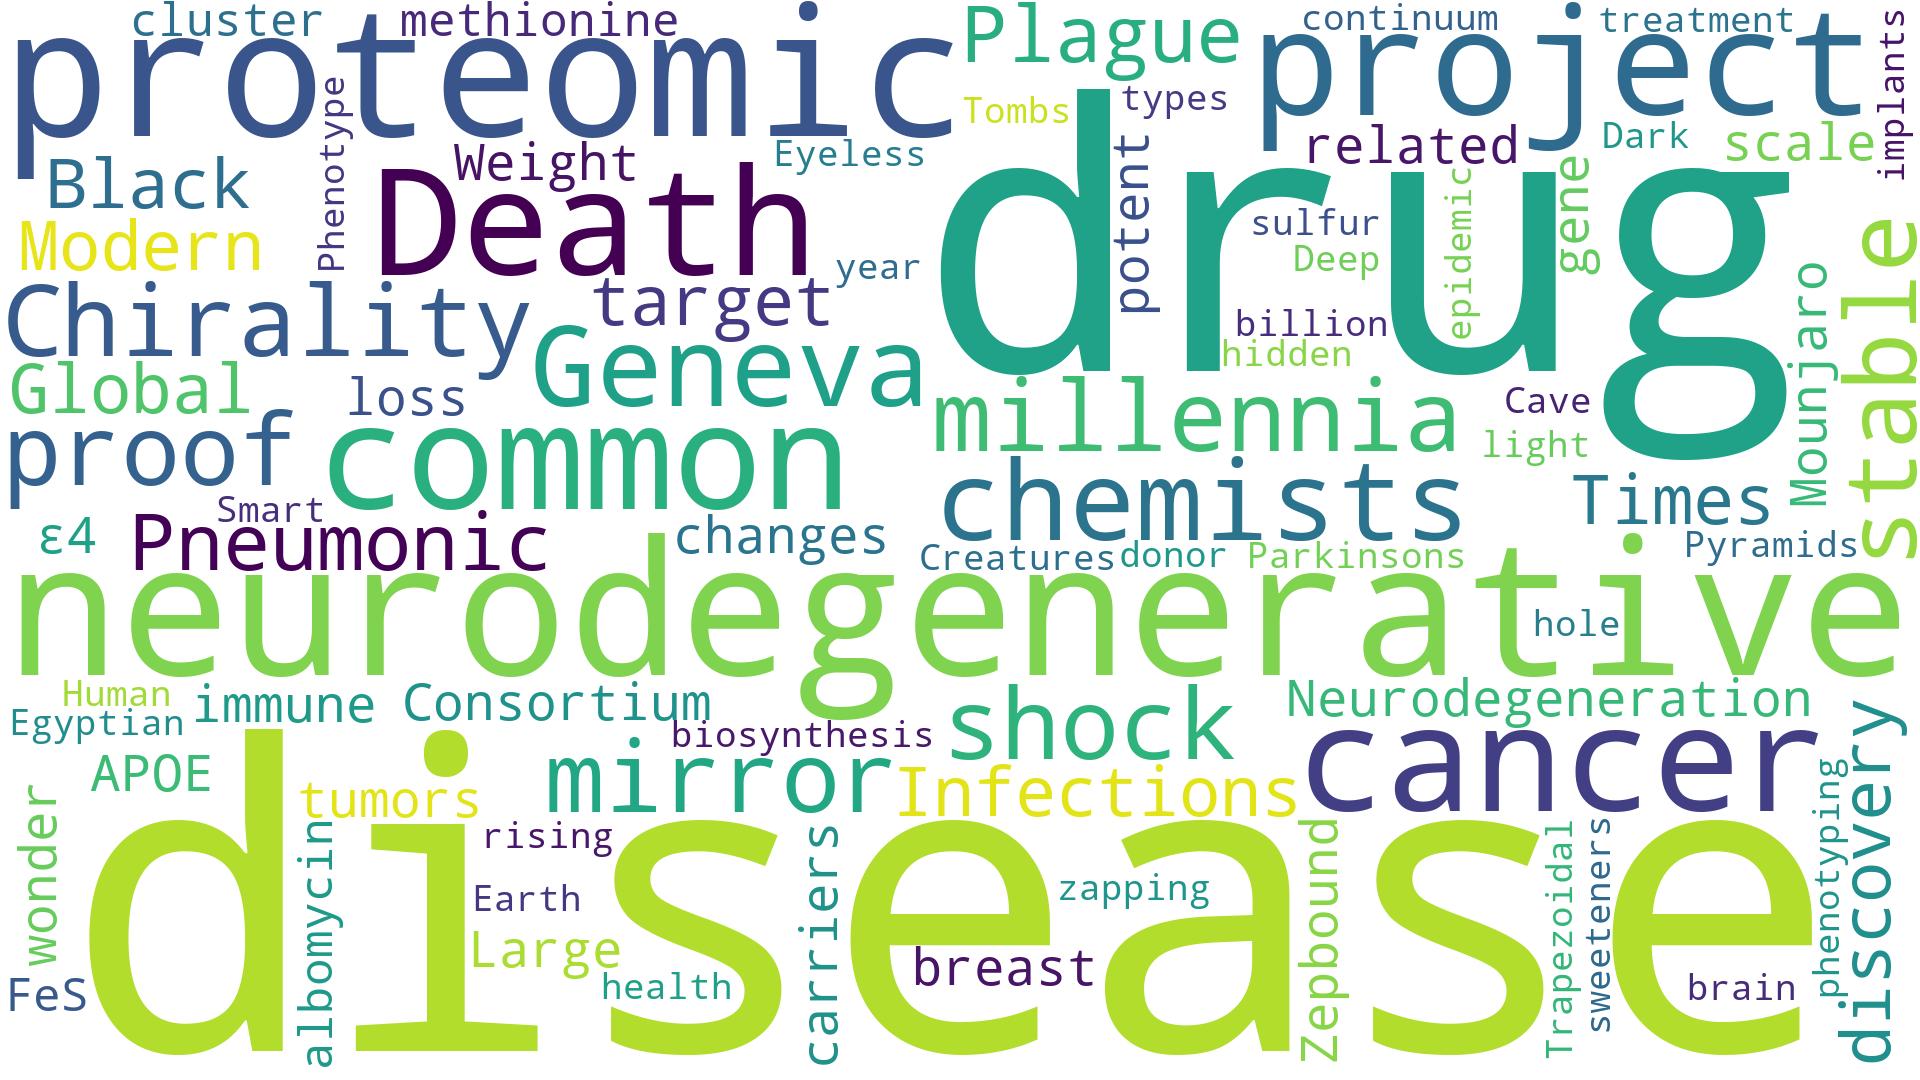 cluster
methionine
Plague
continuum
treatment
implants
proteomic
project
Phenotype
Tombs
types
Black
Weight
Eyeless
potent
related
Dark
scale
Modern
Death
drug
sulfur
epidemic
gene
stable
year
Deep
Chirality
target
billion
Mounjaro
Global
loss
Geneva
hidden
millennia
Cave
light
proof
common
chemists
Times
ε4
Smart
Pneumonic
changes
Creatures
donor
Parkinsons
Pyramids
neurodegenerative
hole
Human
Egyptian
immune
Consortium
biosynthesis
shock
Neurodegeneration
discovery
APOE
mirror
Infections
cancer
wonder
tumors
rising
phenotyping
disease
albomycin
carriers
Earth
zapping
Zepbound
Trapezoidal
sweeteners
Large
breast
FeS
health
brain